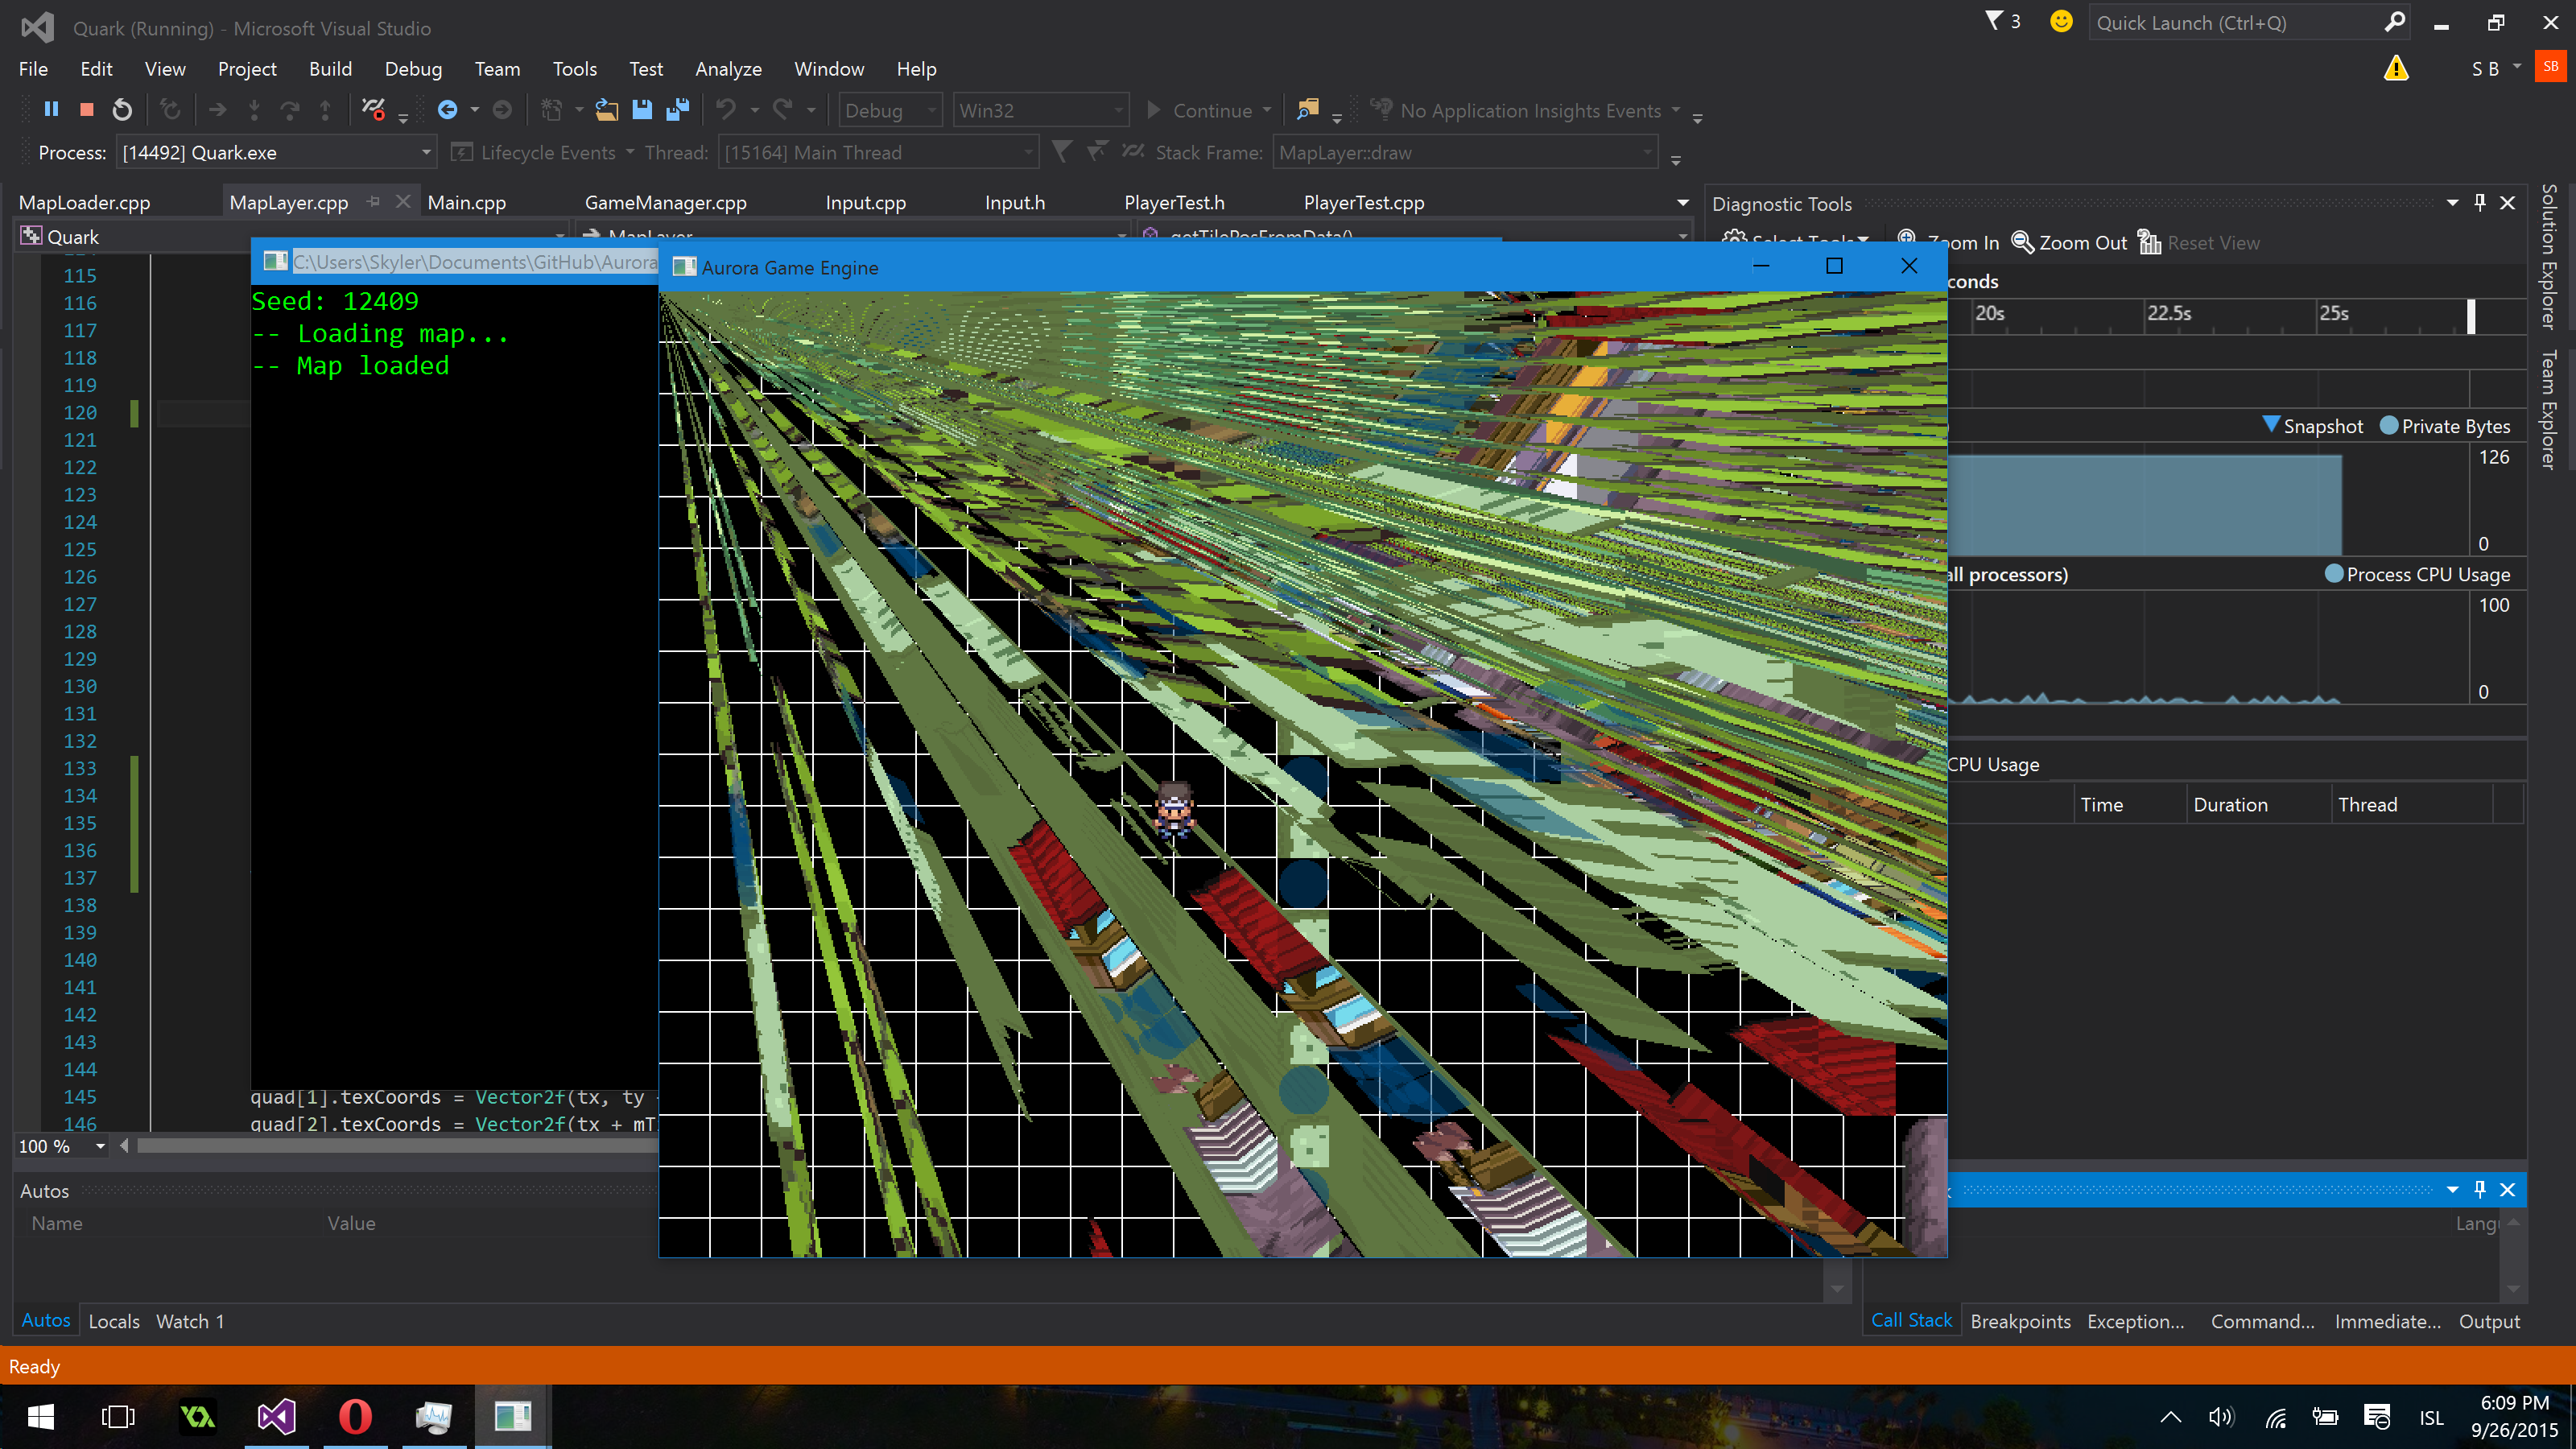 Quark (Running) - Microsoft Visual Studio
3
Quick Launch (Ctrl+Q)
File Edit View Project Build Debug Team Tools Test Analyze Window Help
S B SB
Debug Win32 Continue No Application Insights Events
Process: [14492] Quark.exe Lifecycle Events Thread: [15164] Main Thread Stack Frame: MapLayer::draw
MapLoader.cpp MapLayer.cpp Main.cpp GameManager.cpp Input.cpp Input.h PlayerTest.h PlayerTest.cpp
Diagnostic Tools
Solution Explorer
Team Explorer
Quark MapLayer getTilePosFromData()
Select Tools Zoom In Zoom Out Reset View
C:\Users\Skyler\Documents\GitHub\Aurora
Aurora Game Engine
Seed: 12409
-- Loading map...
-- Map loaded
conds
20s 22.5s 25s
Snapshot Private Bytes
126
0
all processors) Process CPU Usage
100
0
CPU Usage
Time Duration Thread
115
116
117
118
119
120
121
122
123
124
125
126
127
128
129
130
131
132
133
134
135
136
137
138
139
140
141
142
143
144
145 quad[1].texCoords = Vector2f(tx, ty
146 quad[2].texCoords = Vector2f(tx + mT
100 %
Autos
Name Value
Langu
Autos Locals Watch 1
Call Stack Breakpoints Exception... Command... Immediate... Output
Ready
ISL
6:09 PM
9/26/2015